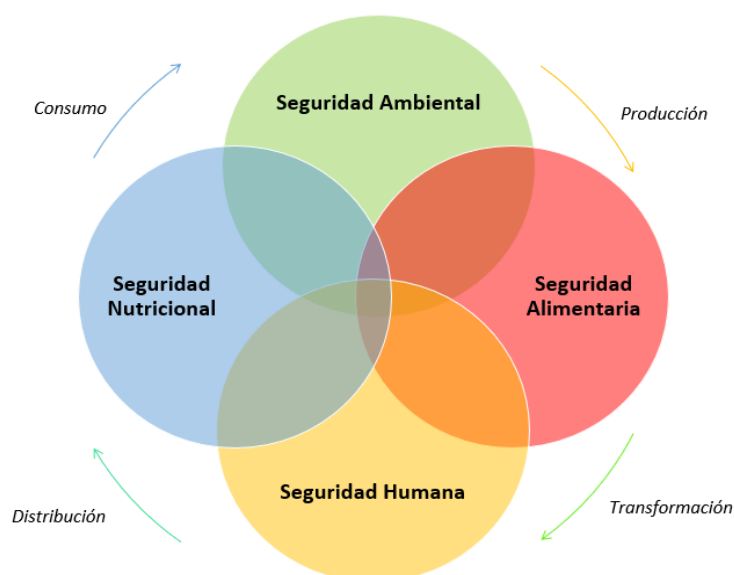 Seguridad Ambiental
Consumo
Producción
Seguridad
Nutricional
Seguridad
Alimentaria
Seguridad Humana
Distribución
Transformación